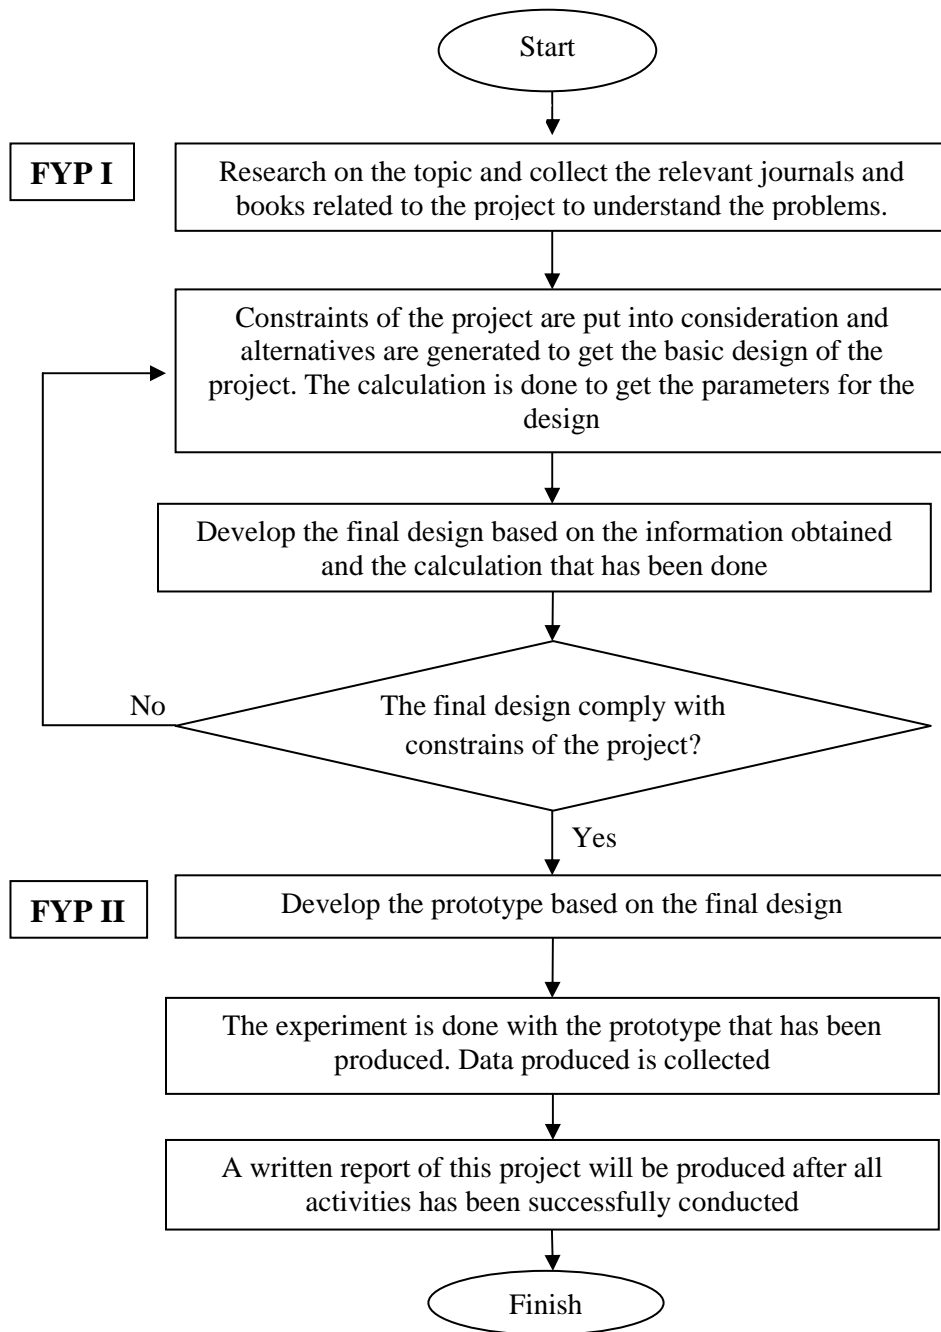 Start
FYP I
Research on the topic and collect the relevant journals and
books related to the project to understand the problems.
Constraints of the project are put into consideration and
alternatives are generated to get the basic design of the
project. The calculation is done to get the parameters for the
design
Develop the final design based on the information obtained
and the calculation that has been done
No
The final design comply with
constrains of the project?
Yes
FYP II
Develop the prototype based on the final design
The experiment is done with the prototype that has been
produced. Data produced is collected
A written report of this project will be produced after all
activities has been successfully conducted
Finish